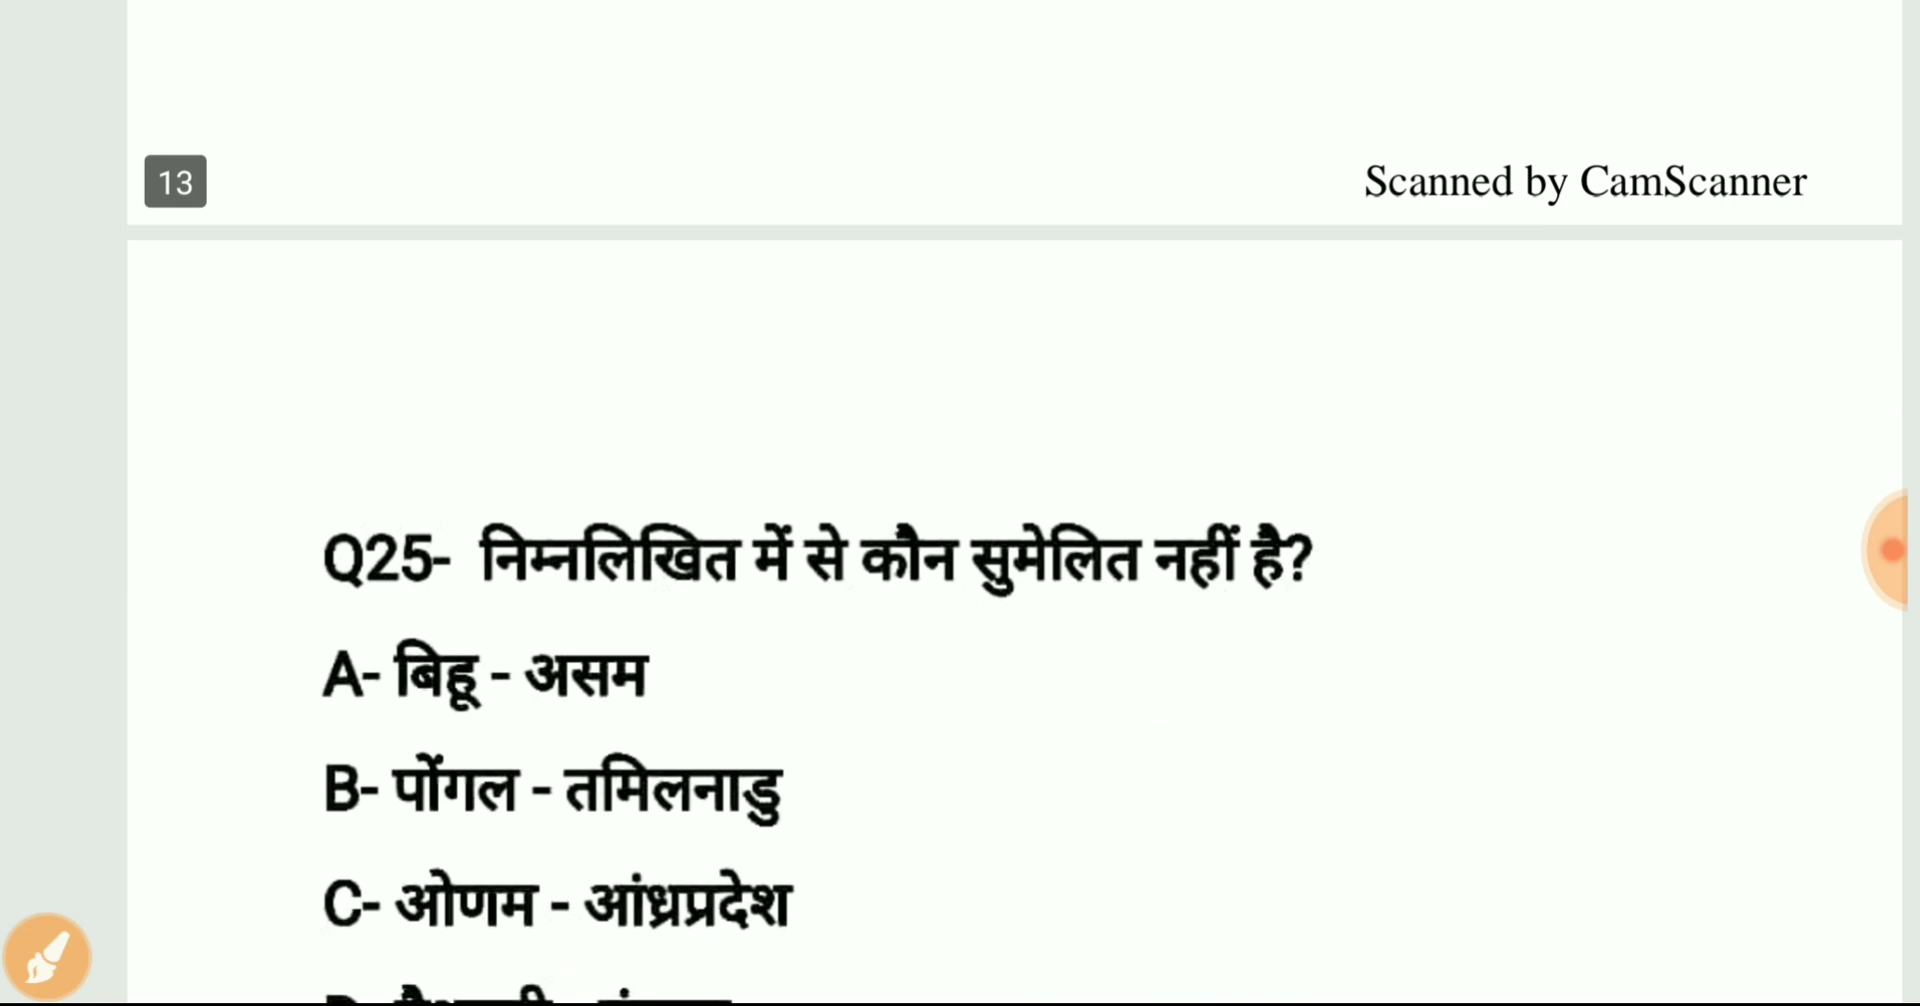 13
Scanned by CamScanner
Q25- निम्नलिखित में से कौन सुमेलित नहीं है?
A- बिहू - असम
B- पोंगल - तमिलनाडु
C- ओणम - आंध्रप्रदेश